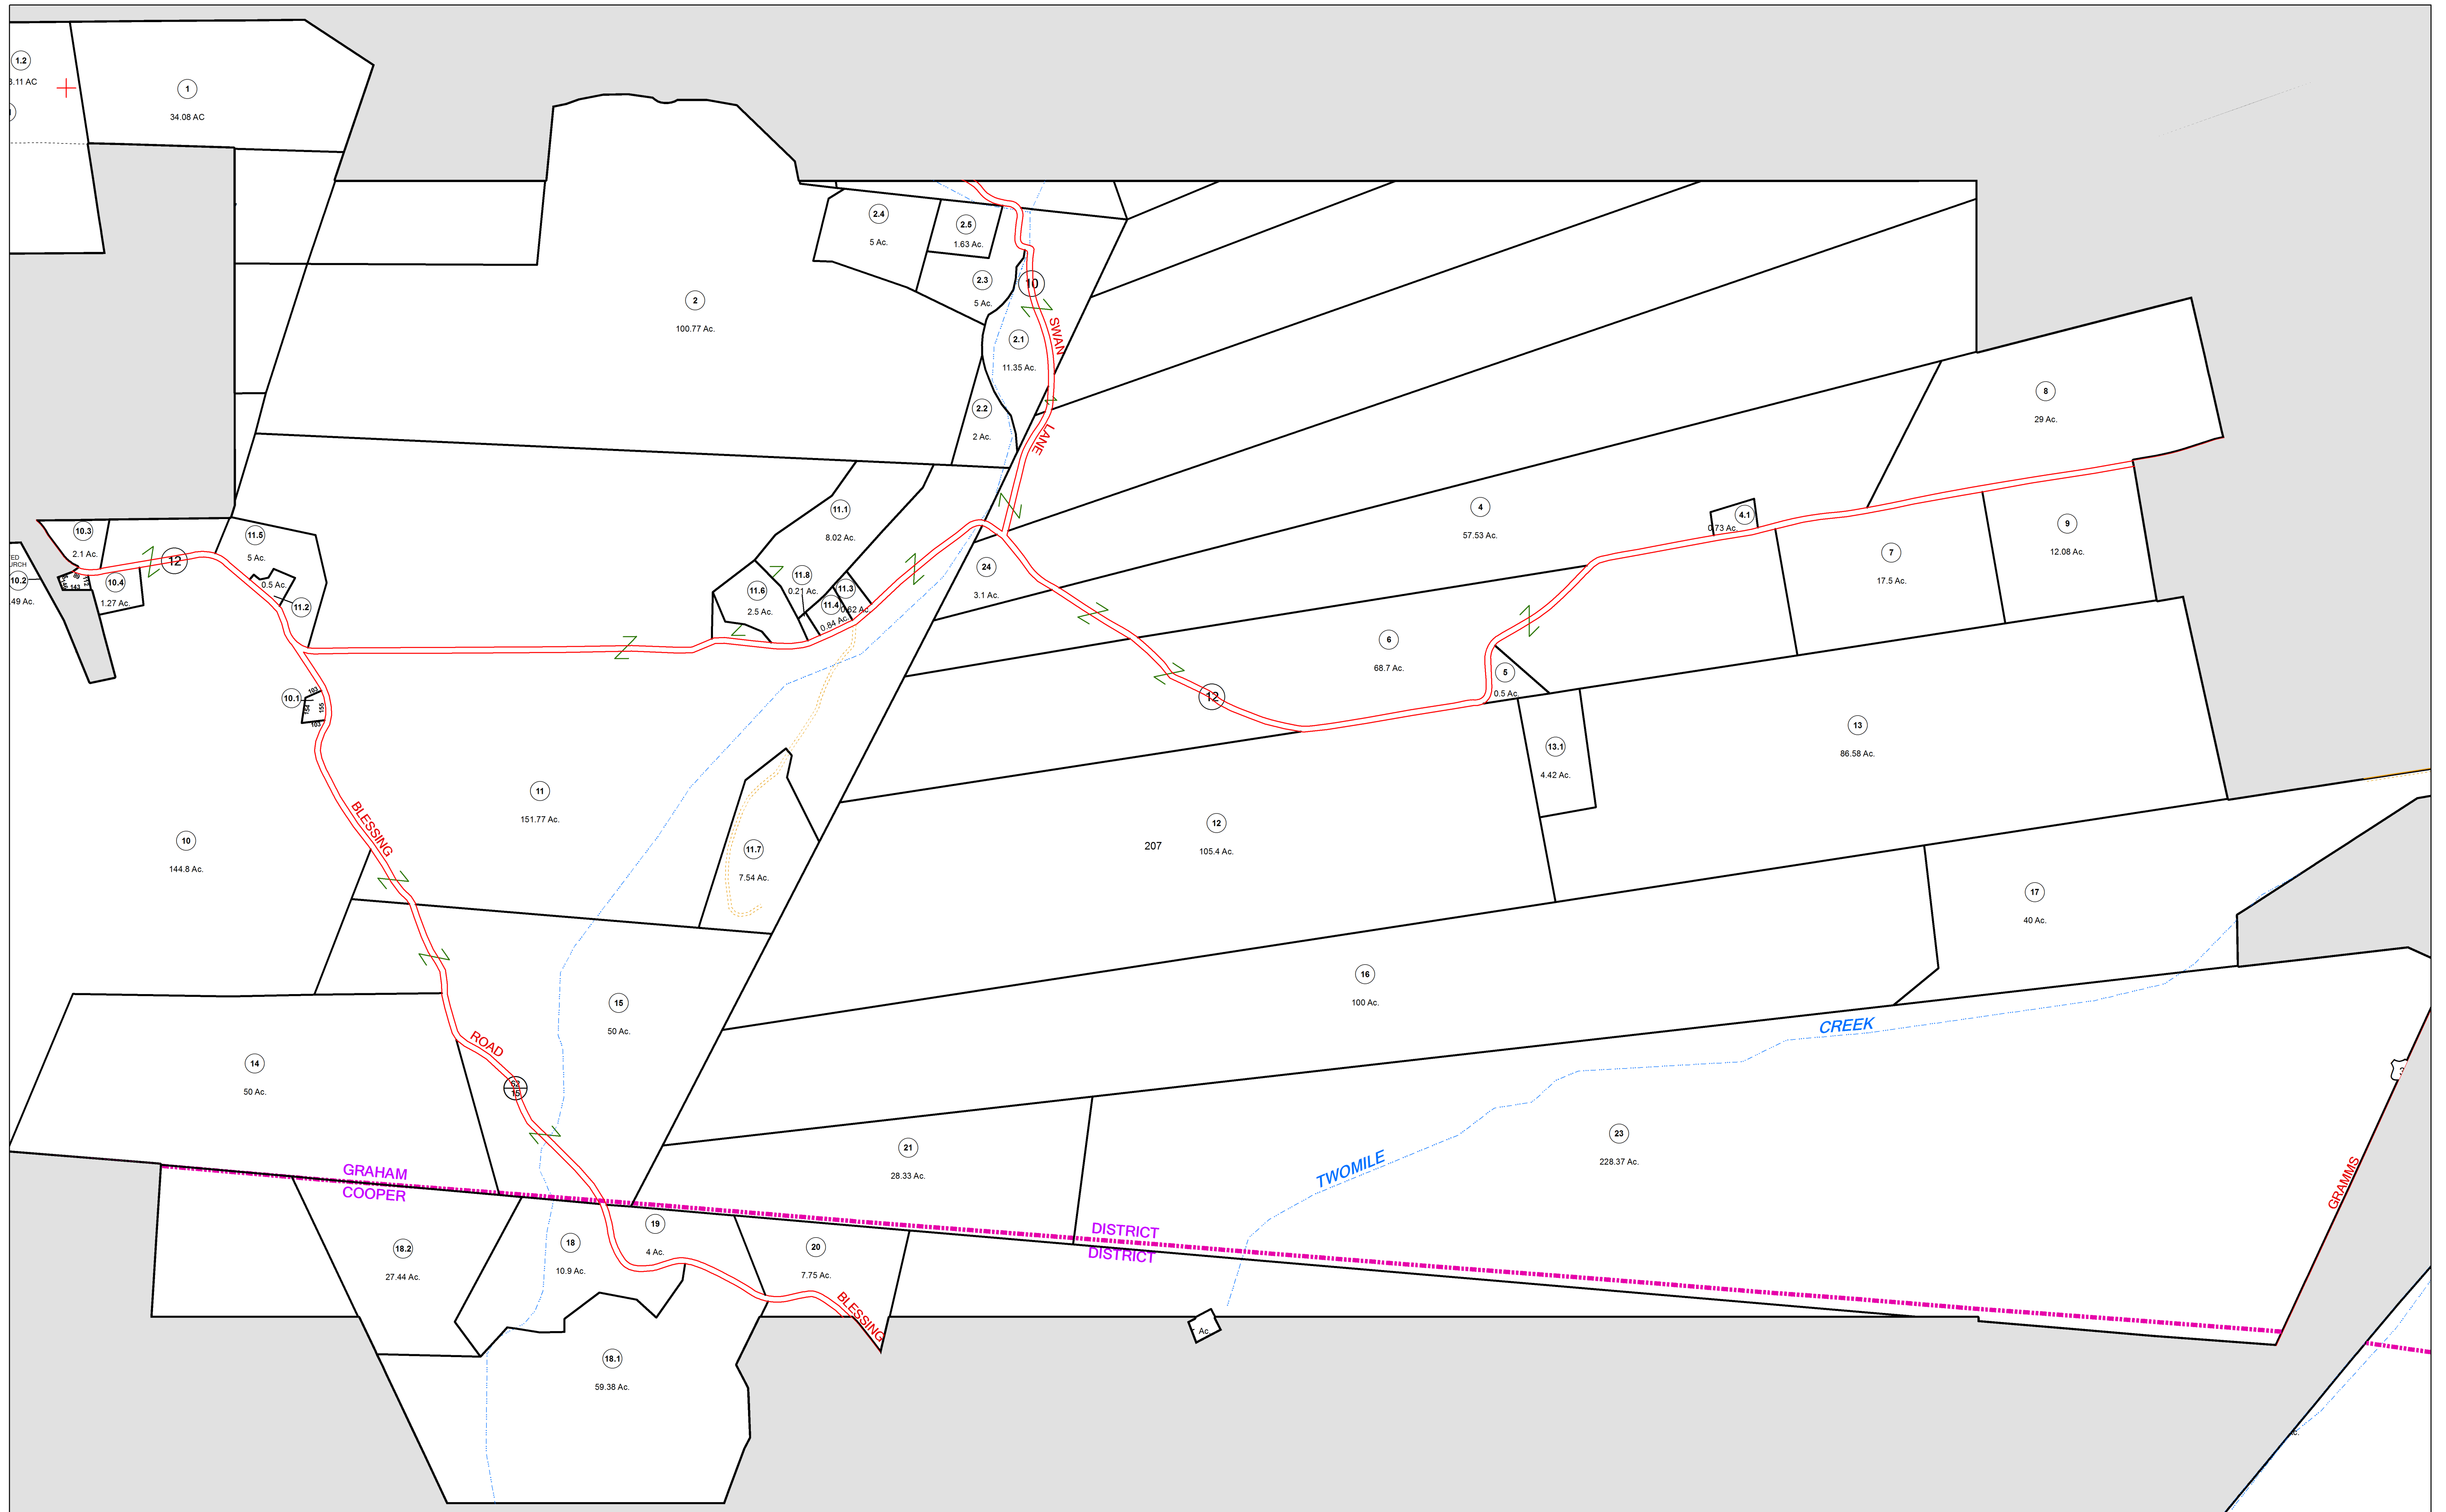 1.2
3.11 AC
1
34.08 AC
2.4
5 Ac.
2.5
1.63 Ac.
2.3
5 Ac.
10
2
100.77 Ac.
SWAN
LANE
2.1
11.35 Ac.
2.2
2 Ac.
8
29 Ac.
4
57.53 Ac.
4.1
0.73 Ac.
9
12.08 Ac.
7
17.5 Ac.
11.1
8.02 Ac.
10.3
2.1 Ac.
12
11.5
5 Ac.
0.5 Ac.
11.2
TED
URCH
10.2
.49 Ac.
143
10.4
1.27 Ac.
11.6
2.5 Ac.
11.8
0.21 Ac.
11.3
0.62 Ac.
11.4
0.84 Ac.
24
3.1 Ac.
6
68.7 Ac.
5
0.5 Ac.
12
10.1
103
154
155
103
13.1
4.42 Ac.
13
86.58 Ac.
11
151.77 Ac.
BLESSING
10
144.8 Ac.
11.7
7.54 Ac.
207
12
105.4 Ac.
17
40 Ac.
16
100 Ac.
15
50 Ac.
14
50 Ac.
ROAD
52
15
CREEK
TWOMILE
23
228.37 Ac.
GRAMMS
21
28.33 Ac.
GRAHAM
COOPER
DISTRICT
DISTRICT
18.2
27.44 Ac.
18
10.9 Ac.
19
4 Ac.
20
7.75 Ac.
BLESSING
18.1
59.38 Ac.
Ac